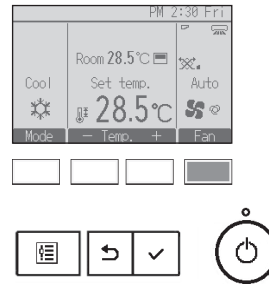 PM 2:30 Fri
Room 28.5°C
Cool Set temp. Auto
28.5°C
Mode − Temp. + Fan